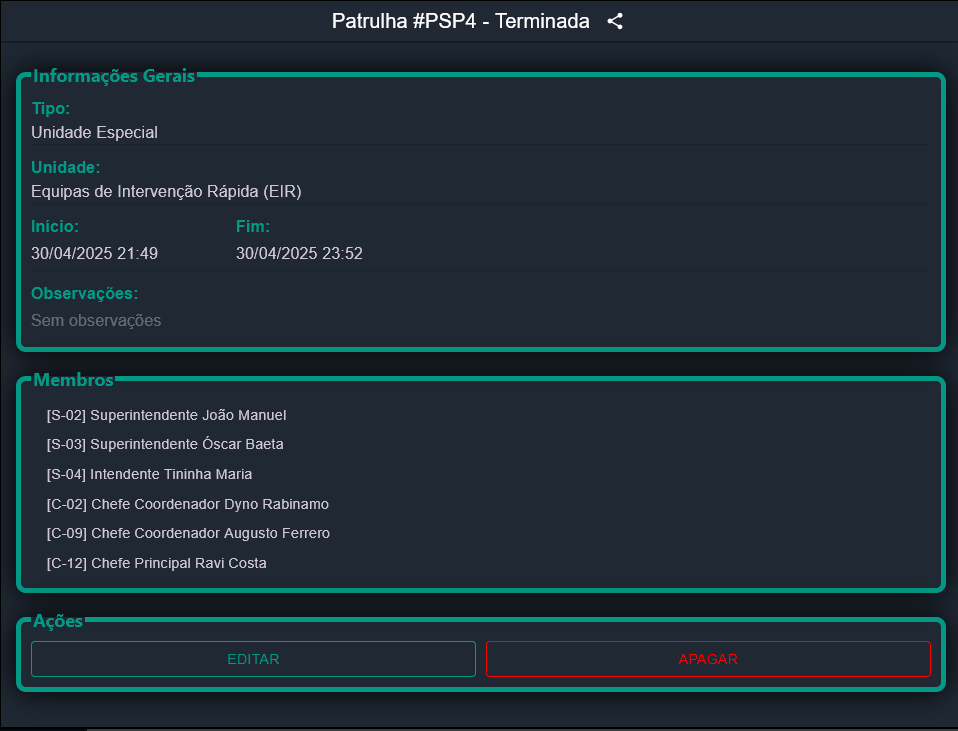 Patrulha #PSP4 - Terminada
Informações Gerais
Tipo:
Unidade Especial
Unidade:
Equipas de Intervenção Rápida (EIR)
Início: Fim:
30/04/2025 21:49 30/04/2025 23:52
Observações:
Sem observações
Membros
[S-02] Superintendente João Manuel
[S-03] Superintendente Óscar Baeta
[S-04] Intendente Tininha Maria
[C-02] Chefe Coordenador Dyno Rabinamo
[C-09] Chefe Coordenador Augusto Ferrero
[C-12] Chefe Principal Ravi Costa
Ações
EDITAR APAGAR